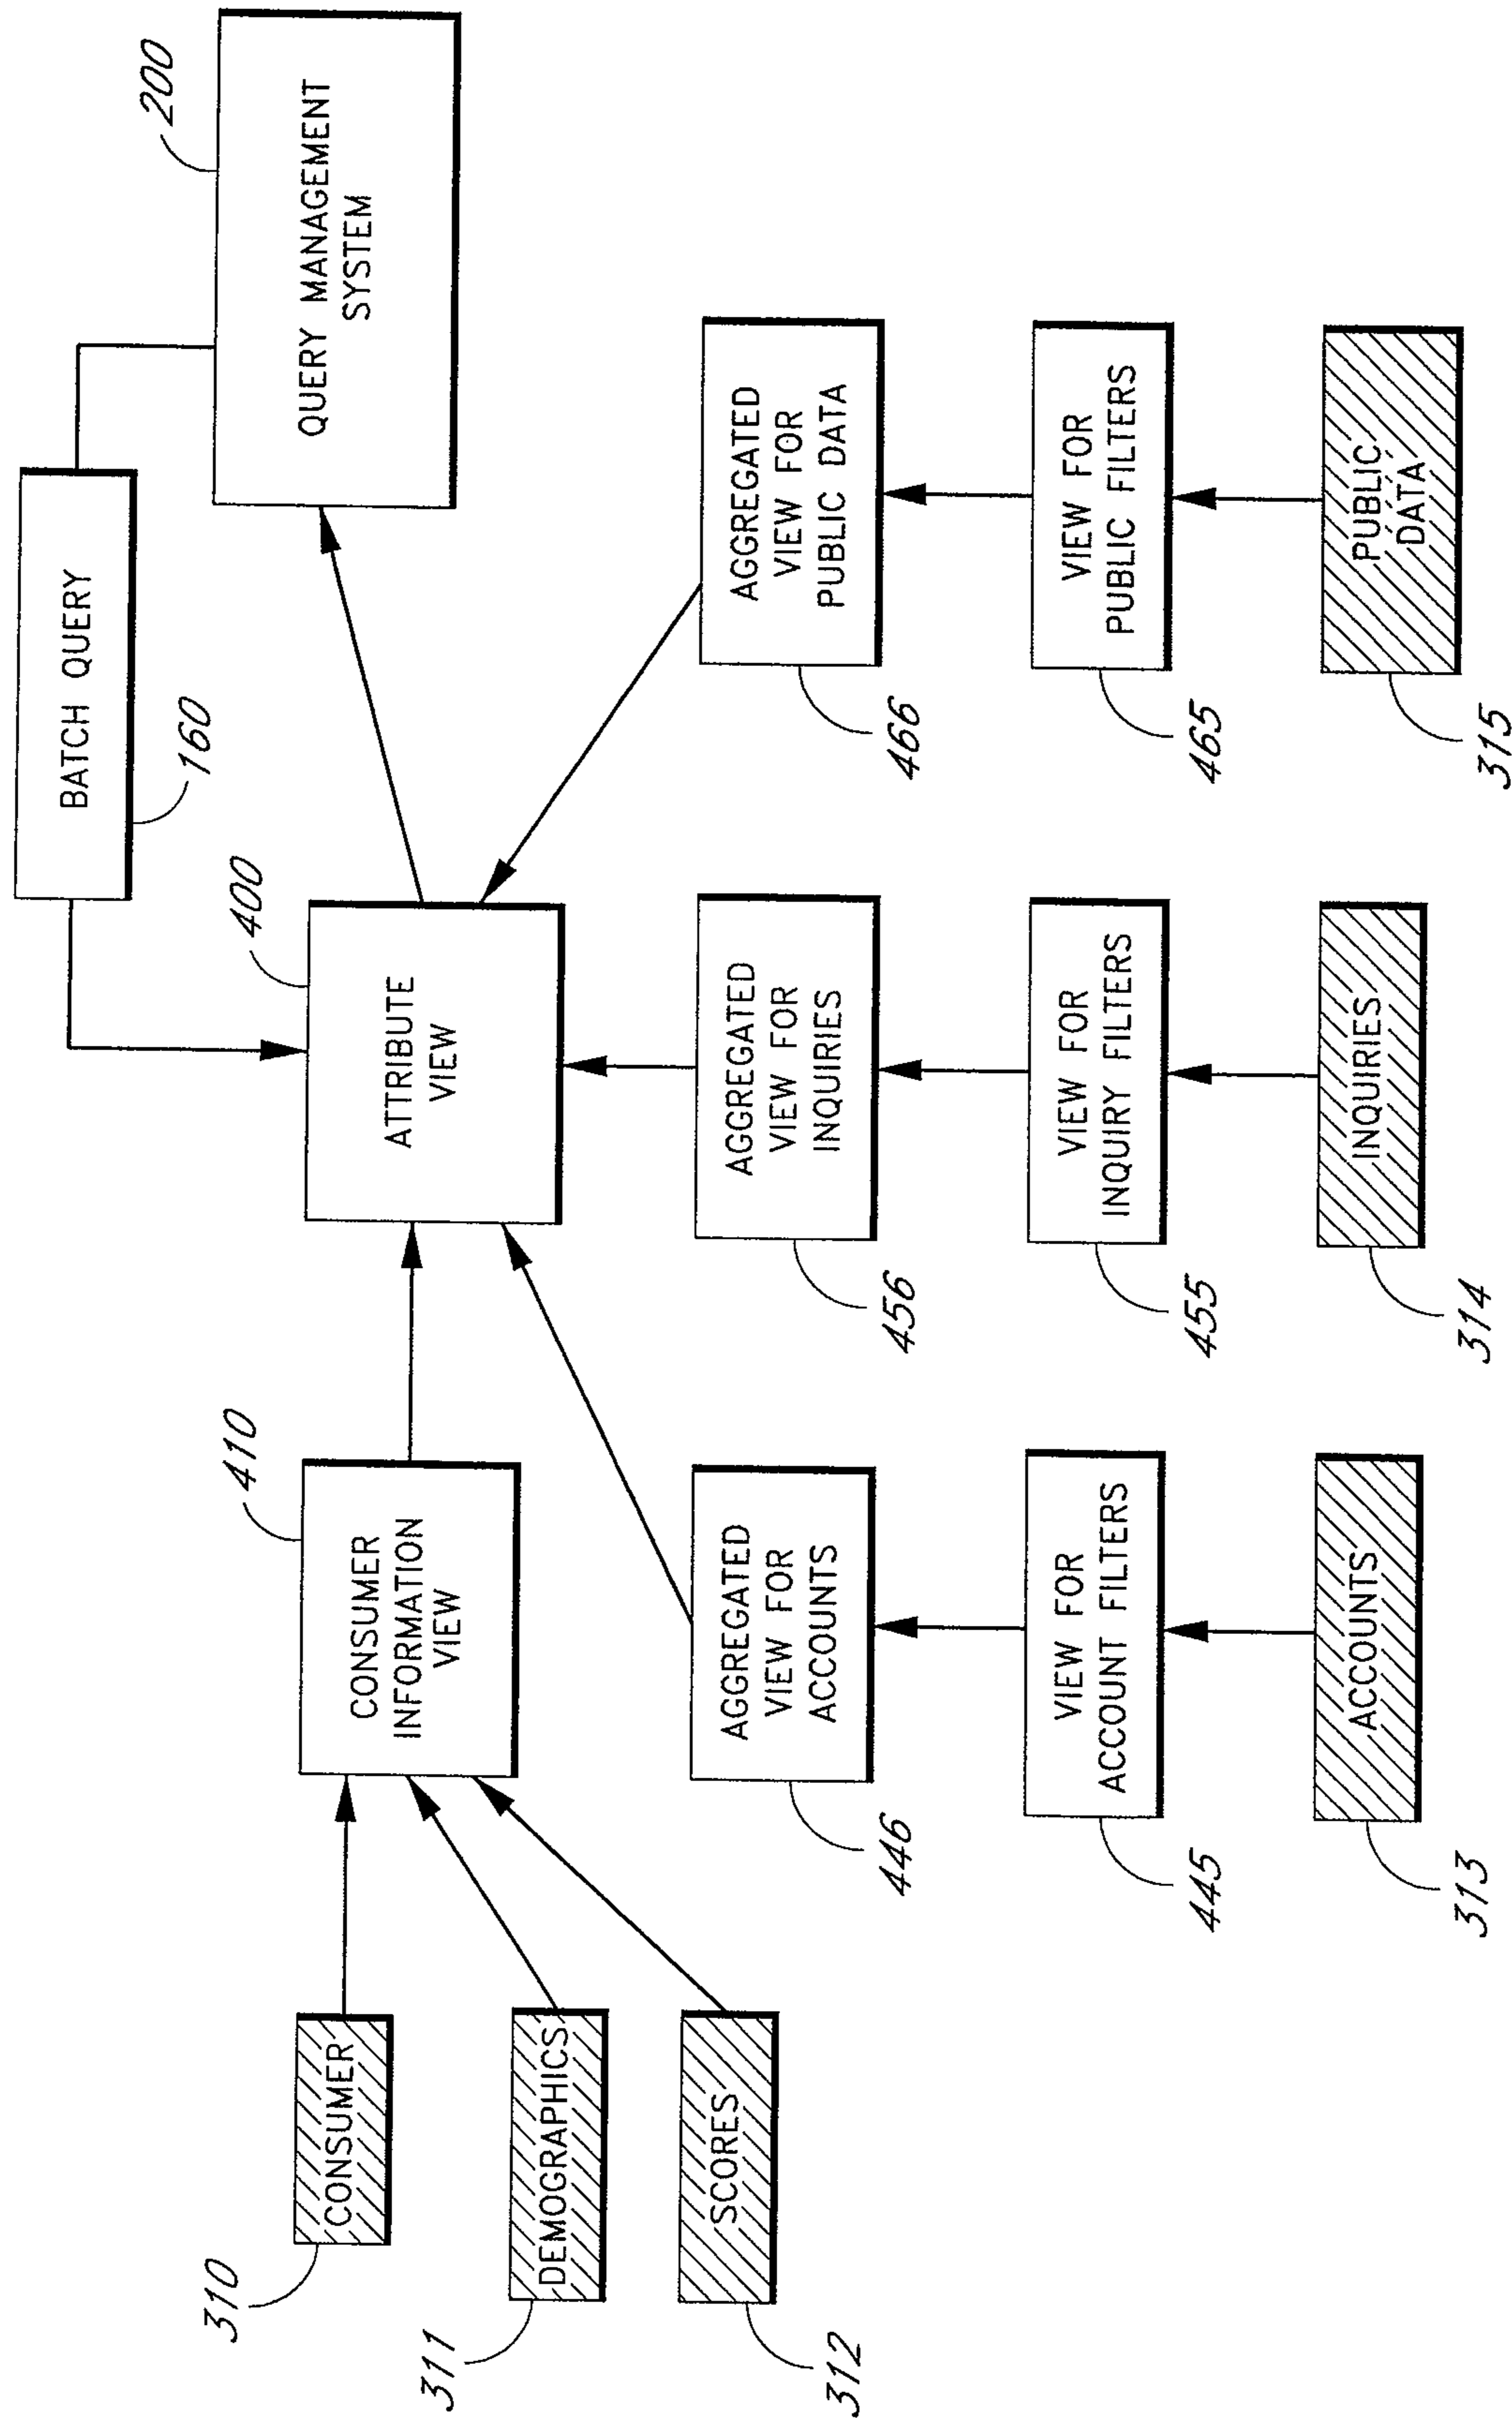 BATCH QUERY
160
200
QUERY MANAGEMENT
SYSTEM
400
ATTRIBUTE
VIEW
410
CONSUMER
INFORMATION
VIEW
310
CONSUMER
311
DEMOGRAPHICS
312
SCORES
AGGREGATED
VIEW FOR
ACCOUNTS
446
AGGREGATED
VIEW FOR
INQUIRIES
456
AGGREGATED
VIEW FOR
PUBLIC DATA
466
VIEW FOR
ACCOUNT FILTERS
445
VIEW FOR
INQUIRY FILTERS
455
VIEW FOR
PUBLIC FILTERS
465
ACCOUNTS
313
INQUIRIES
314
PUBLIC
DATA
315